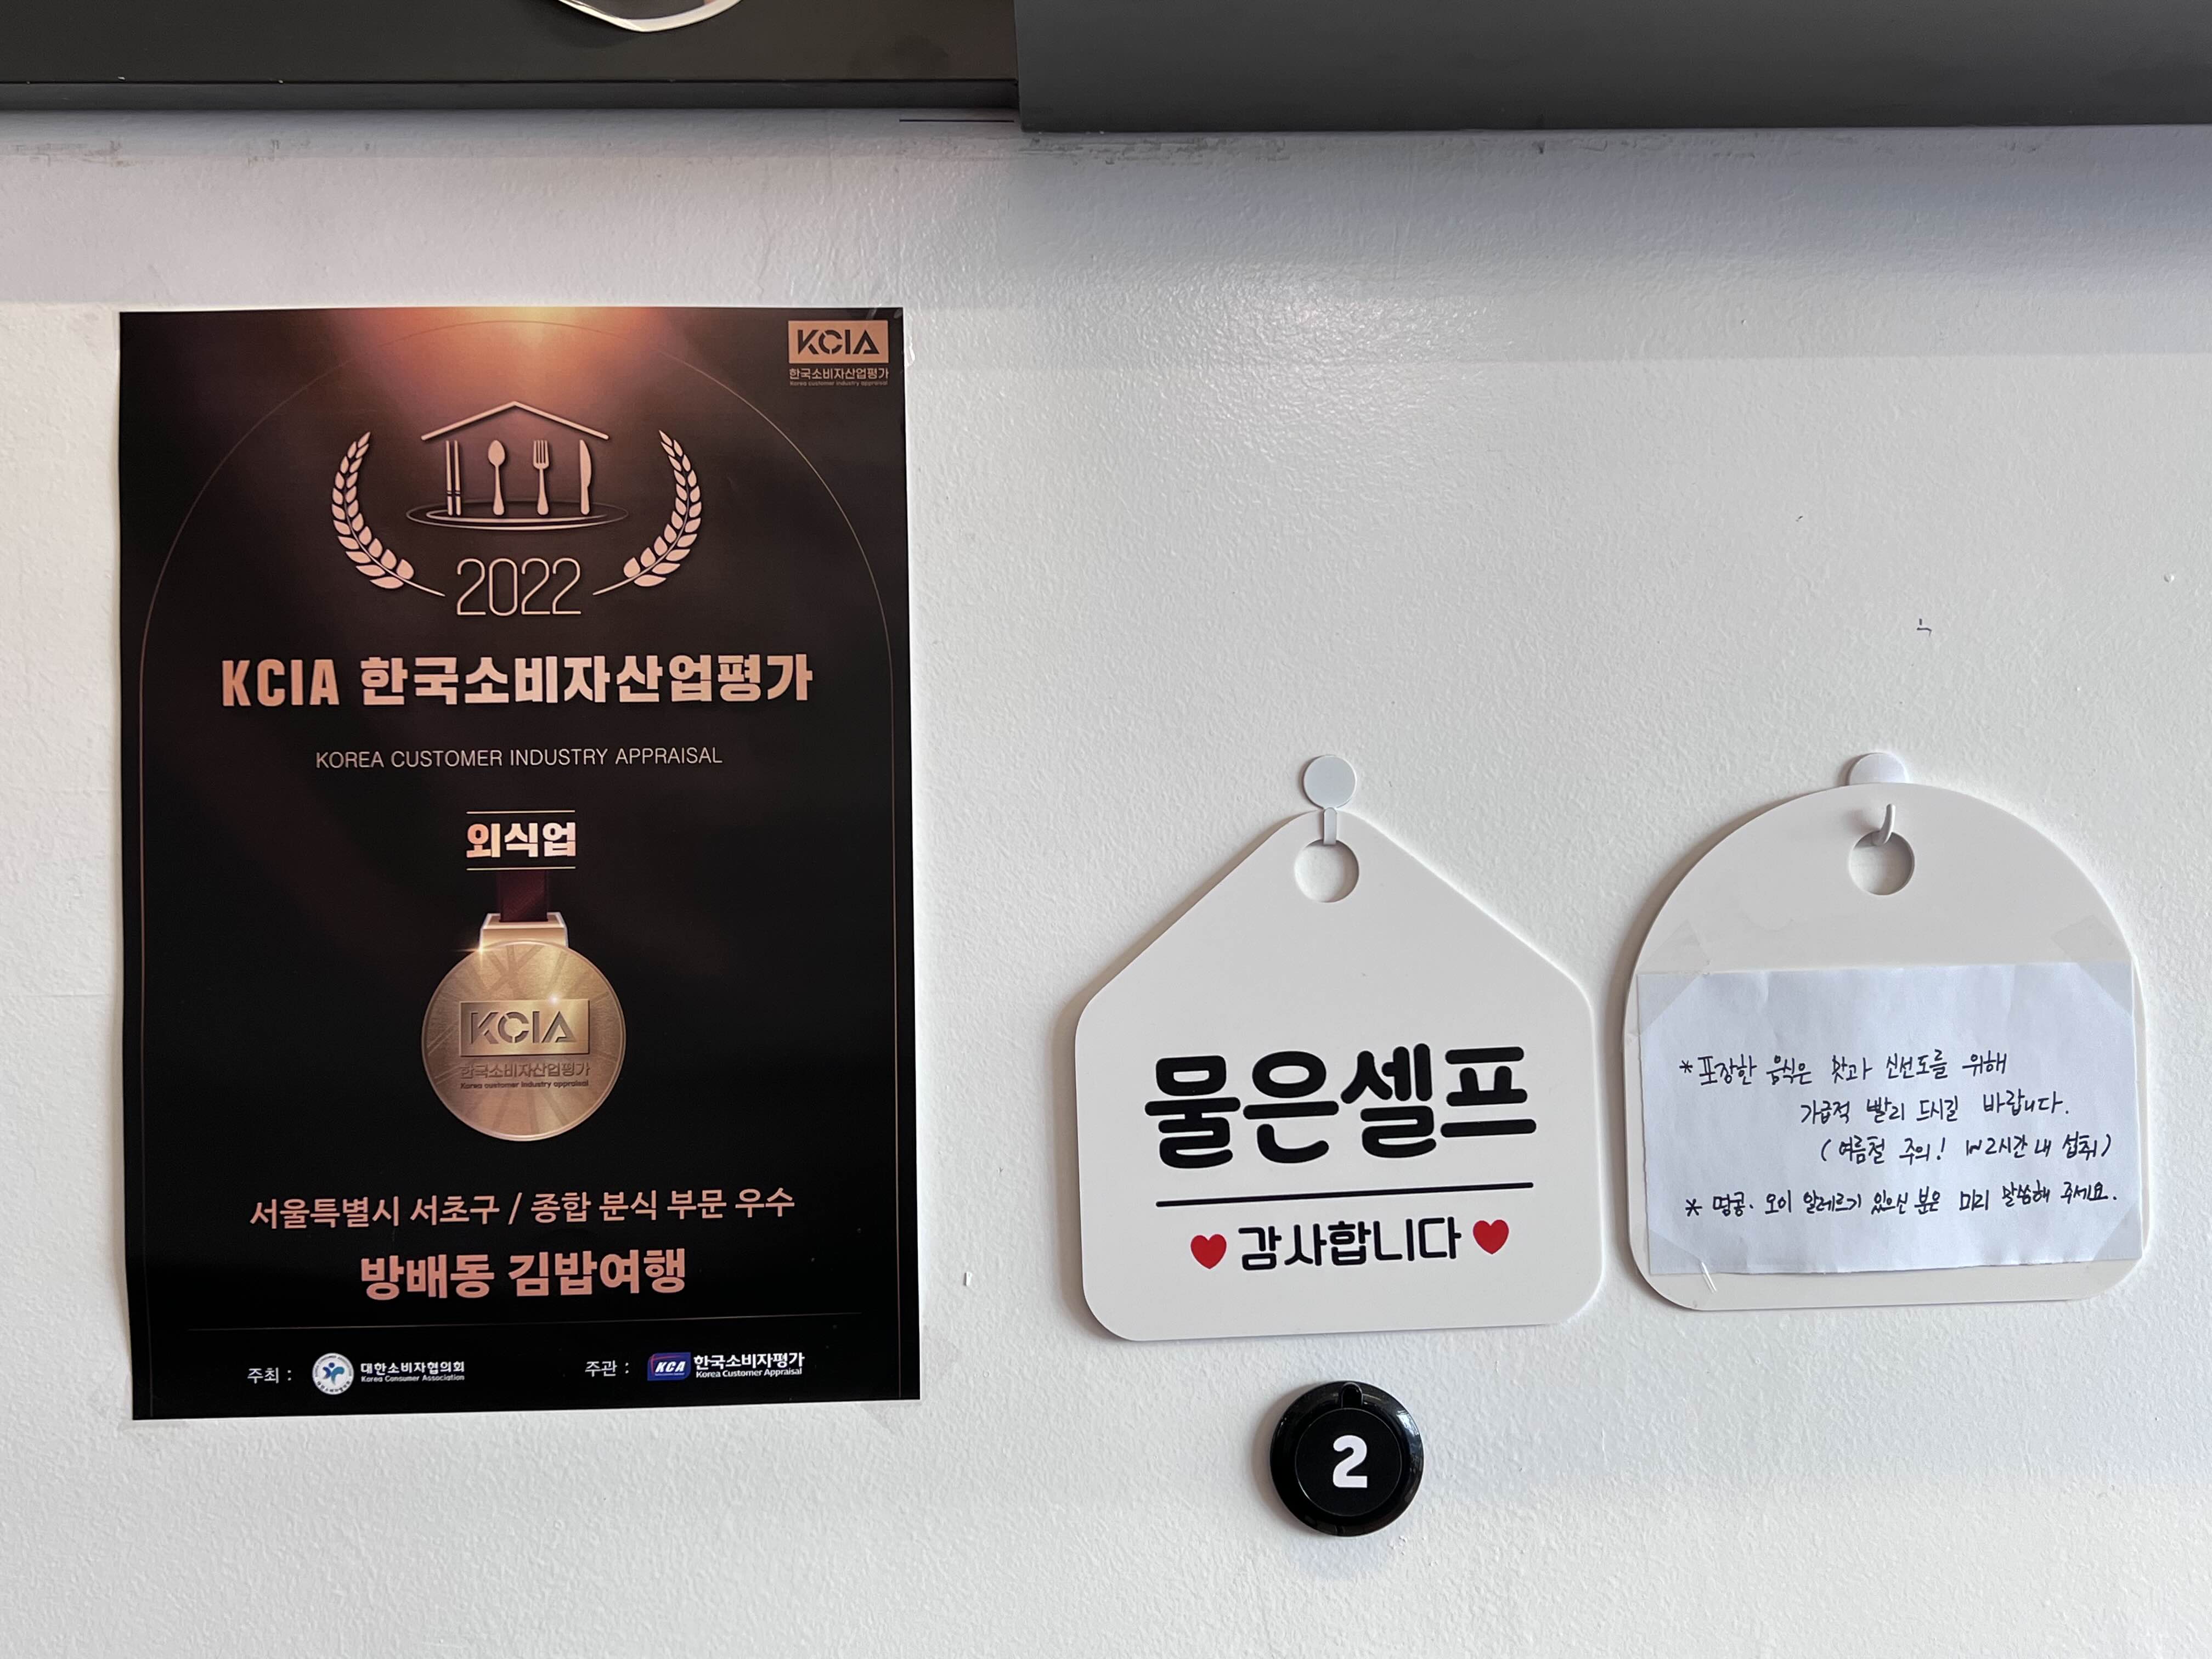 KCIA
한국소비자산업평가
Korea customer industry appraisal
2022
KCIA 한국소비자산업평가
KOREA CUSTOMER INDUSTRY APPRAISAL
외식업
KCIA
한국소비자산업평가
Korea customer industry appraisal
서울특별시 서초구 / 종합 분식 부문 우수
방배동 김밥여행
주최 : 대한소비자협의회
Korea Consumer Association
주관 : KCA 한국소비자평가
Korea Customer Appraisal
물은셀프
감사합니다
2
*포장한 음식은 맛과 신선도를 위해
가급적 빨리 드시길 바랍니다.
(여름철 주의! 2시간 내 섭취)
* 땅콩. 오이 알레르기 있으신 분은 미리 말씀해 주세요.